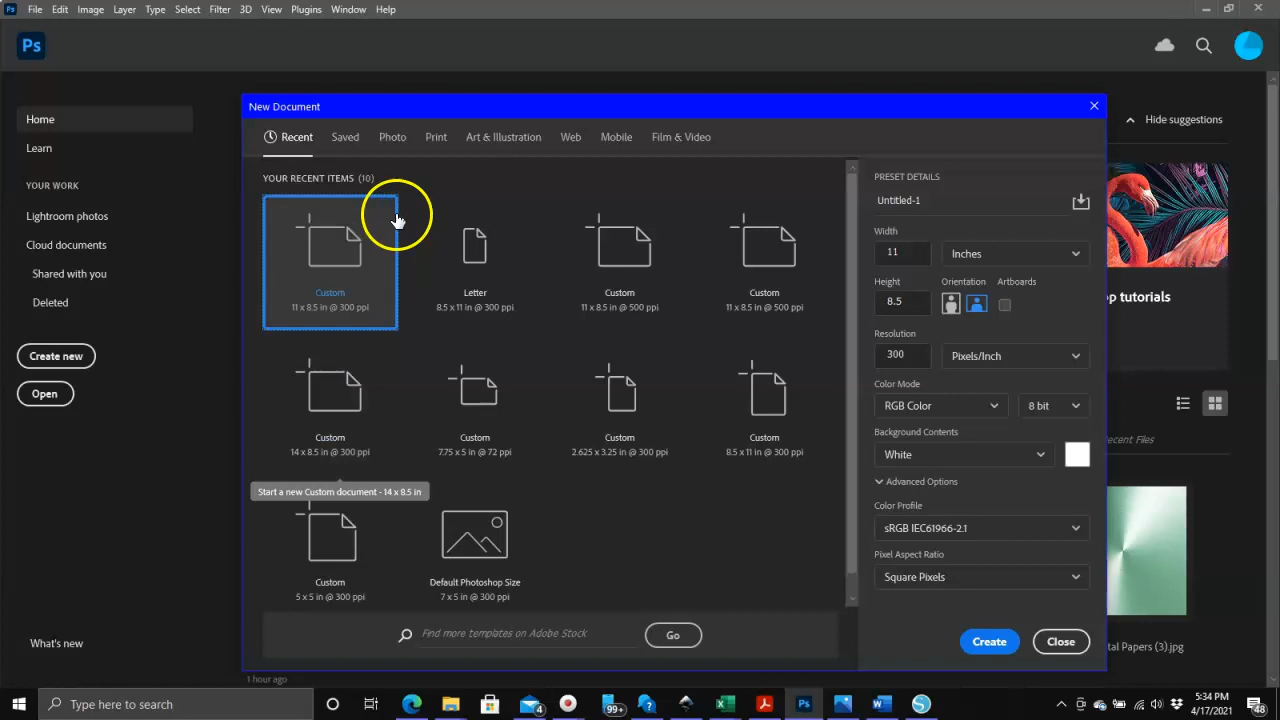 Ps File Edit Image Layer Type Select Filter 3D View Plugins Window Help
Ps
Home
Learn
YOUR WORK
Lightroom photos
Cloud documents
Shared with you
Deleted
Create new
Open
What's new
New Document
Recent Saved Photo Print Art & Illustration Web Mobile Film & Video
YOUR RECENT ITEMS (10)
Custom
11 x 8.5 in @ 300 ppi
Letter
8.5 x 11 in @ 300 ppi
Custom
11 x 8.5 in @ 500 ppi
Custom
11 x 8.5 in @ 500 ppi
Custom
14 x 8.5 in @ 300 ppi
Custom
7.75 x 5 in @ 72 ppi
Custom
2.625 x 3.25 in @ 300 ppi
Custom
8.5 x 11 in @ 300 ppi
Start a new Custom document - 14 x 8.5 in
Custom
5 x 5 in @ 300 ppi
Default Photoshop Size
7 x 5 in @ 300 ppi
Find more templates on Adobe Stock
Go
PRESET DETAILS
Untitled-1
Width
11 Inches
Height Orientation Artboards
8.5
Resolution
300 Pixels/Inch
Color Mode
RGB Color 8 bit
Background Contents
White
Advanced Options
Color Profile
sRGB IEC61966-2.1
Pixel Aspect Ratio
Square Pixels
Create Close
Hide suggestions
op tutorials
ecent Files
tal Papers (3).jpg
1 hour ago
Type here to search
99+
4
Ps
5:34 PM
4/17/2021
48